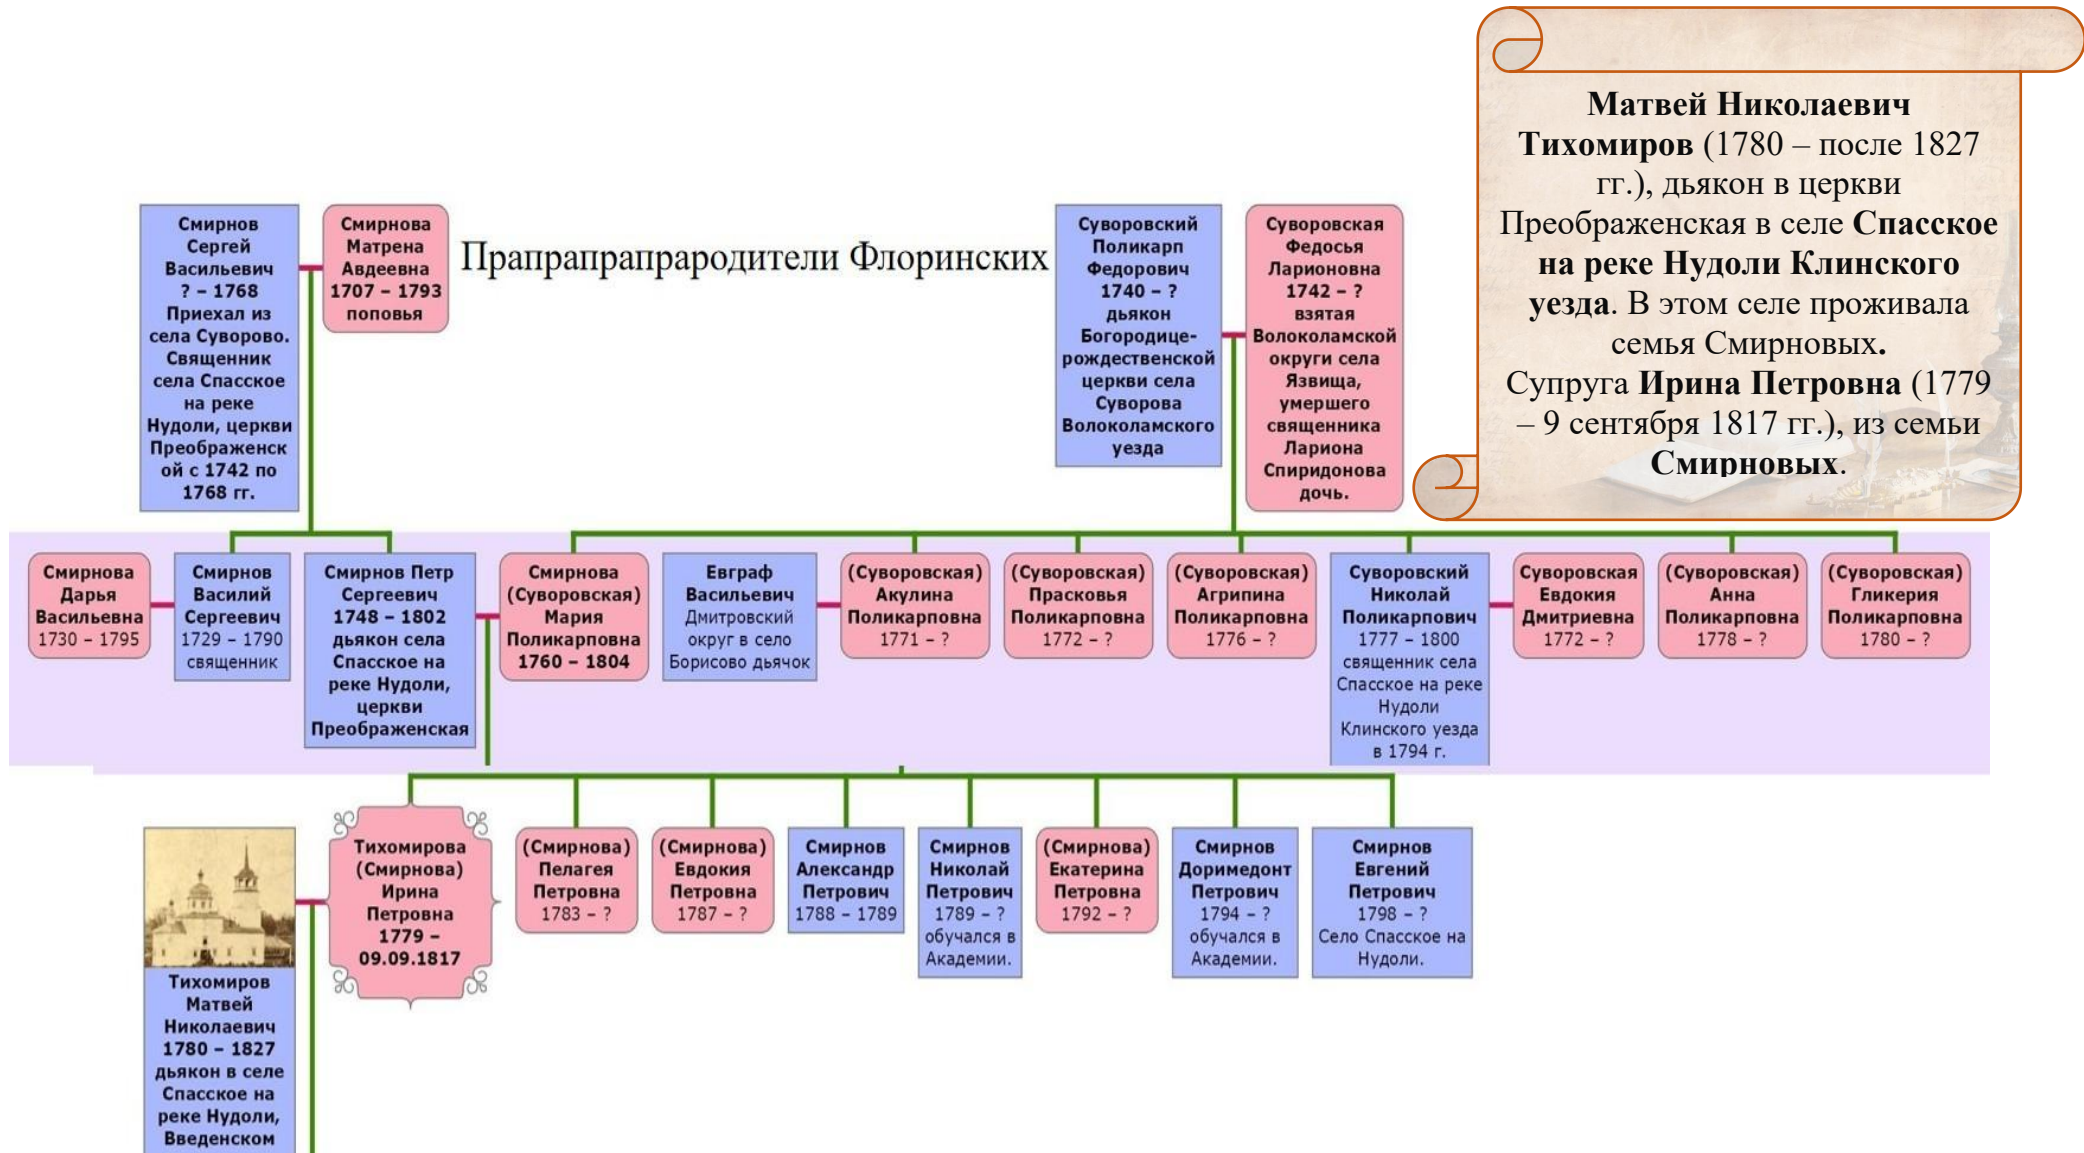 Матвей Николаевич
Тихомиров (1780 – после 1827
гг.), дьякон в церкви
Преображенская в селе Спасское
на реке Нудоли Клинского
уезда. В этом селе проживала
семья Смирновых.
Супруга Ирина Петровна (1779
– 9 сентября 1817 гг.), из семьи
Смирновых.
Смирнов
Сергей
Васильевич
? – 1768
Приехал из
села Суворово.
Священник
села Спасское
на реке
Нудоли, церкви
Преображенск
ой с 1742 по
1768 гг.
Смирнова
Матрена
Авдеевна
1707 – 1793
поповья
Прапрапрапрародители Флоринских
Суворовский
Поликарп
Федорович
1740 – ?
дьякон
Богородице-
рождественской
церкви села
Суворова
Волоколамского
уезда
Суворовская
Федосья
Ларионовна
1742 – ?
взятая
Волоколамской
округи села
Язвища,
умершего
священника
Лариона
Спиридонова
дочь.
Смирнова
Дарья
Васильевна
1730 – 1795
Смирнов
Василий
Сергеевич
1729 – 1790
священник
Смирнов Петр
Сергеевич
1748 – 1802
дьякон села
Спасское на
реке Нудоли,
церкви
Преображенская
Смирнова
(Суворовская)
Мария
Поликарповна
1760 – 1804
Евграф
Васильевич
Дмитровский
округ в село
Борисово дьячок
(Суворовская)
Акулина
Поликарповна
1771 – ?
(Суворовская)
Прасковья
Поликарповна
1772 – ?
(Суворовская)
Агрипина
Поликарповна
1776 – ?
Суворовский
Николай
Поликарпович
1777 – 1800
священник села
Спасское на реке
Нудоли
Клинского уезда
в 1794 г.
Суворовская
Евдокия
Дмитриевна
1772 – ?
(Суворовская)
Анна
Поликарповна
1778 – ?
(Суворовская)
Гликерия
Поликарповна
1780 – ?
Тихомиров
Матвей
Николаевич
1780 – 1827
дьякон в селе
Спасское на
реке Нудоли,
Введенском
Тихомирова
(Смирнова)
Ирина
Петровна
1779 –
09.09.1817
(Смирнова)
Пелагея
Петровна
1783 – ?
(Смирнова)
Евдокия
Петровна
1787 – ?
Смирнов
Александр
Петрович
1788 – 1789
Смирнов
Николай
Петрович
1789 – ?
обучался в
Академии.
(Смирнова)
Екатерина
Петровна
1792 – ?
Смирнов
Доримедонт
Петрович
1794 – ?
обучался в
Академии.
Смирнов
Евгений
Петрович
1798 – ?
Село Спасское на
Нудоли.